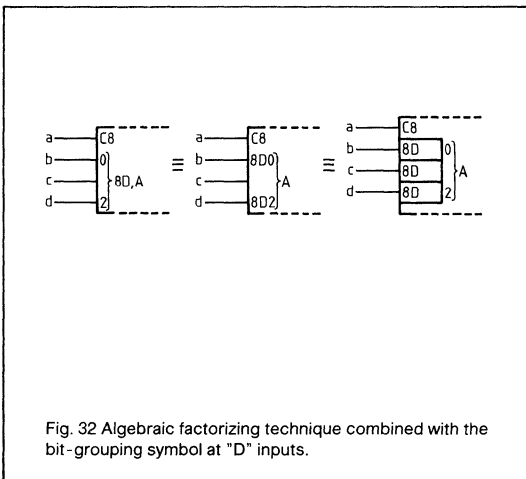 a C8 a C8 a C8
b 0 b 8D0 b 8D 0
c 8D,A ≡ c A ≡ c 8D A
d 2 d 8D2 d 8D 2
Fig. 32 Algebraic factorizing technique combined with the
bit-grouping symbol at "D" inputs.